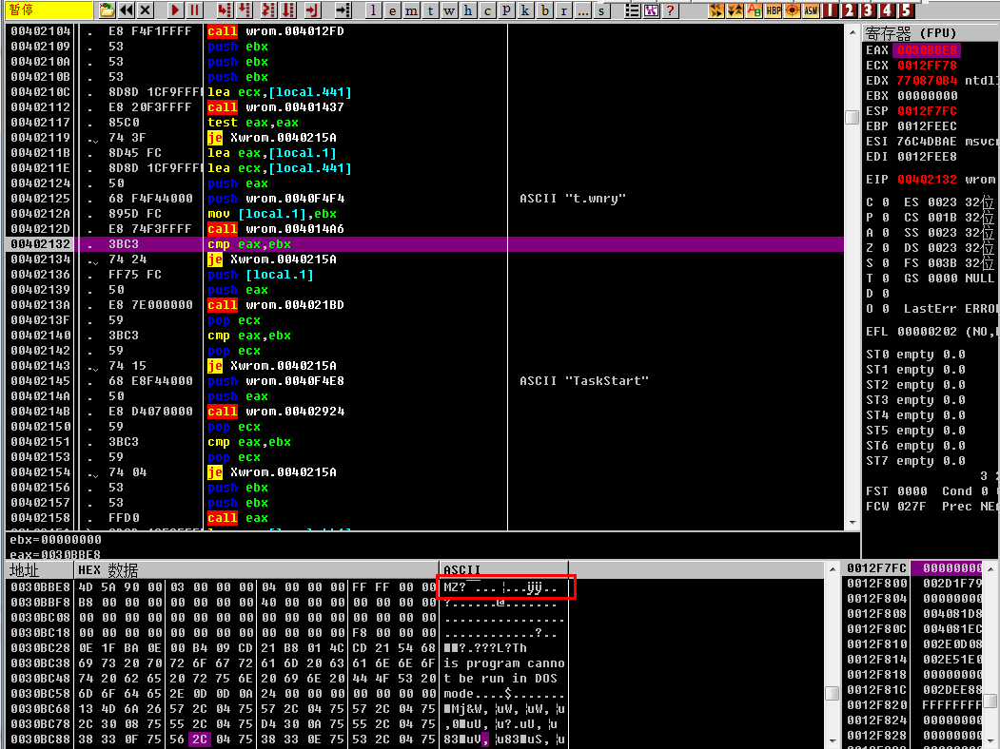 暂停
l e m t w h c p k b r ... s
? HBP ASM 1 2 3 4 5
00402104 . E8 F4F1FFFF call wrom.004012FD
00402109 . 53 push ebx
0040210A . 53 push ebx
0040210B . 53 push ebx
0040210C . 8D8D 1CF9FFFF lea ecx,[local.441]
00402112 . E8 20F3FFFF call wrom.00401437
00402117 . 85C0 test eax,eax
00402119 . 74 3F je Xwrom.0040215A
0040211B . 8D45 FC lea eax,[local.1]
0040211E . 8D8D 1CF9FFFF lea ecx,[local.441]
00402124 . 50 push eax
00402125 . 68 F4F44000 push wrom.0040F4F4 ASCII "t.wnry"
0040212A . 895D FC mov [local.1],ebx
0040212D . E8 74F3FFFF call wrom.004014A6
00402132 . 3BC3 cmp eax,ebx
00402134 . 74 24 je Xwrom.0040215A
00402136 . FF75 FC push [local.1]
00402139 . 50 push eax
0040213A . E8 7E000000 call wrom.004021BD
0040213F . 59 pop ecx
00402140 . 3BC3 cmp eax,ebx
00402142 . 59 pop ecx
00402143 . 74 15 je Xwrom.0040215A
00402145 . 68 E8F44000 push wrom.0040F4E8 ASCII "TaskStart"
0040214A . 50 push eax
0040214B . E8 D4070000 call wrom.00402924
00402150 . 59 pop ecx
00402151 . 3BC3 cmp eax,ebx
00402153 . 59 pop ecx
00402154 . 74 04 je Xwrom.0040215A
00402156 . 53 push ebx
00402157 . 53 push ebx
00402158 . FFD0 call eax
寄存器 (FPU)
EAX 0030BBE8
ECX 0012FF78
EDX 770870B4 ntdll
EBX 00000000
ESP 0012F7FC
EBP 0012FEEC
ESI 76C4DBAE msvcr
EDI 0012FEE8
EIP 00402132 wrom
C 0 ES 0023 32位
P 0 CS 001B 32位
A 0 SS 0023 32位
Z 0 DS 0023 32位
S 0 FS 003B 32位
T 0 GS 0000 NULL
D 0
O 0 LastErr ERRO
EFL 00000202 (NO,
ST0 empty 0.0
ST1 empty 0.0
ST2 empty 0.0
ST3 empty 0.0
ST4 empty 0.0
ST5 empty 0.0
ST6 empty 0.0
ST7 empty 0.0
3 2
FST 0000 Cond 0
FCW 027F Prec NE
ebx=00000000
eax=0030BBE8
地址 HEX 数据 ASCII
0030BBE8 4D 5A 90 00 03 00 00 00 04 00 00 00 FF FF 00 00 MZ? ... ¦...ÿÿ..
0030BBF8 B8 00 00 00 00 00 00 00 40 00 00 00 00 00 00 00 ?.......@.......
0030BC08 00 00 00 00 00 00 00 00 00 00 00 00 00 00 00 00 ................
0030BC18 00 00 00 00 00 00 00 00 00 00 00 00 F8 00 00 00 ............?..
0030BC28 0E 1F BA 0E 00 B4 09 CD 21 B8 01 4C CD 21 54 68 ■■?.???L?Th
0030BC38 69 73 20 70 72 6F 67 72 61 6D 20 63 61 6E 6E 6F is program canno
0030BC48 74 20 62 65 20 72 75 6E 20 69 6E 20 44 4F 53 20 t be run in DOS
0030BC58 6D 6F 64 65 2E 0D 0D 0A 24 00 00 00 00 00 00 00 mode....$.......
0030BC68 13 4D 6A 26 57 2C 04 75 57 2C 04 75 57 2C 04 75 ■Mj&W,¦uW,¦uW,¦u
0030BC78 2C 30 08 75 55 2C 04 75 D4 30 0A 75 55 2C 04 75 ,0■uU,¦u?.uU,¦u
0030BC88 38 33 0F 75 56 2C 04 75 38 33 0E 75 53 2C 04 75 83■uV,¦u83■uS,¦u
0012F7FC 00000000
0012F800 002D1F79
0012F804 00000000
0012F808 004081D8
0012F80C 004081EC
0012F810 002E0D08
0012F814 002E51E0
0012F818 00000000
0012F81C 002DEE88
0012F820 FFFFFFFF
0012F824 00000000
0012F828 00000000